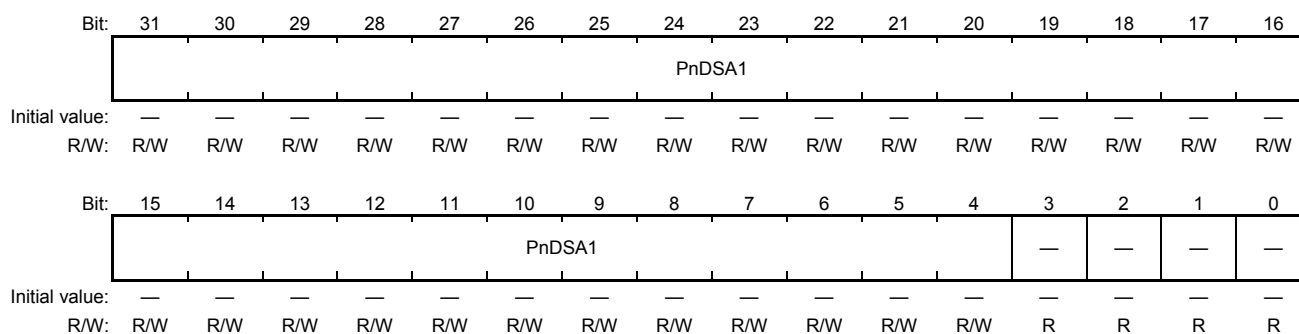 Bit: 31 30 29 28 27 26 25 24 23 22 21 20 19 18 17 16
PnDSA1
Initial value: — — — — — — — — — — — — — — — —
R/W: R/W R/W R/W R/W R/W R/W R/W R/W R/W R/W R/W R/W R/W R/W R/W R/W
Bit: 15 14 13 12 11 10 9 8 7 6 5 4 3 2 1 0
PnDSA1 — — — —
Initial value: — — — — — — — — — — — — — — — —
R/W: R/W R/W R/W R/W R/W R/W R/W R/W R/W R/W R/W R/W R R R R